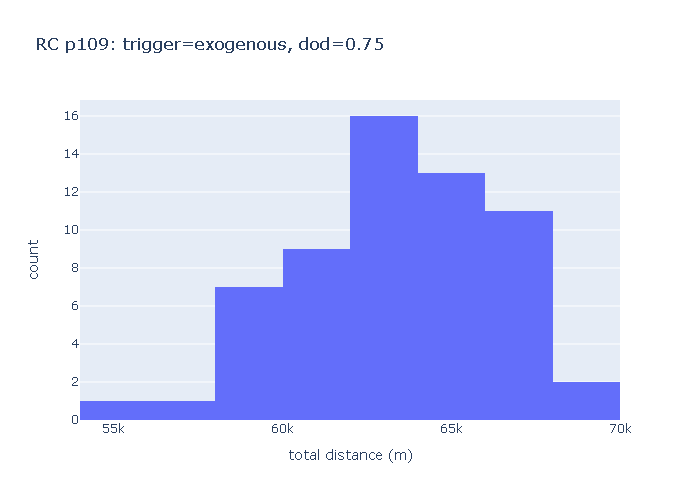 RC p109: trigger=exogenous, dod=0.75
16
14
12
10
8
6
4
2
0
count
55k 60k 65k 70k
total distance (m)